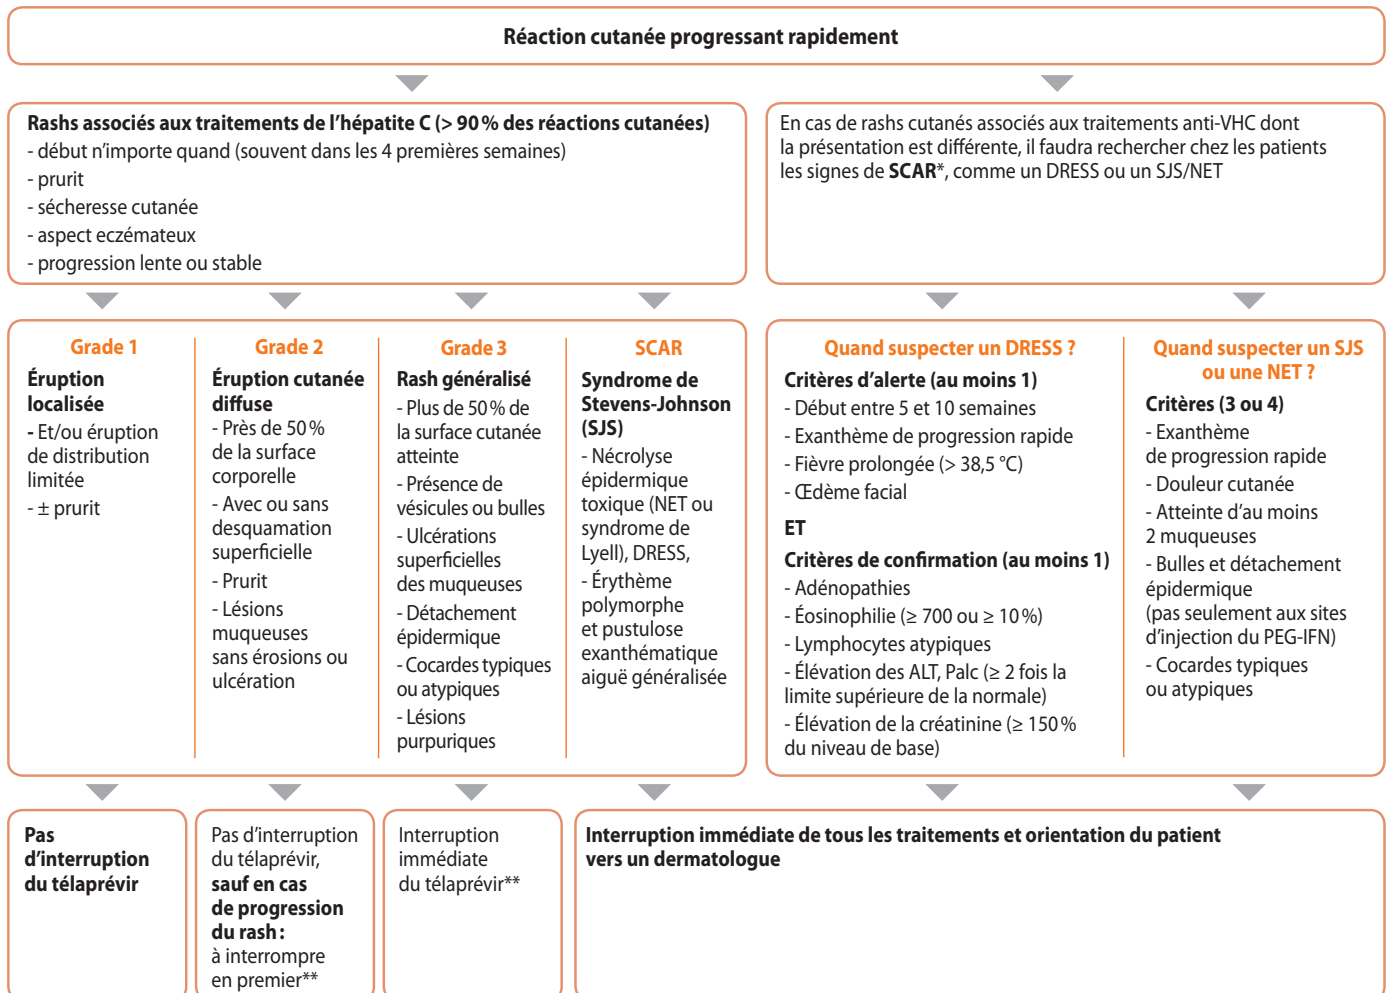 Réaction cutanée progressant rapidement
Rashs associés aux traitements de l'hépatite C (> 90 % des réactions cutanées)
- début n'importe quand (souvent dans les 4 premières semaines)
- prurit
- sécheresse cutanée
- aspect eczémateux
- progression lente ou stable
En cas de rashs cutanés associés aux traitements anti-VHC dont
la présentation est différente, il faudra rechercher chez les patients
les signes de SCAR*, comme un DRESS ou un SJS/NET
Grade 1
Éruption
localisée
- Et/ou éruption
de distribution
limitée
- ± prurit
Grade 2
Éruption cutanée
diffuse
- Près de 50 %
de la surface
corporelle
- Avec ou sans
desquamation
superficielle
- Prurit
- Lésions
muqueuses
sans érosions ou
ulcération
Grade 3
Rash généralisé
- Plus de 50 % de
la surface cutanée
atteinte
- Présence de
vésicules ou bulles
- Ulcérations
superficielles
des muqueuses
- Détachement
épidermique
- Cocardes typiques
ou atypiques
- Lésions
purpuriques
SCAR
Syndrome de
Stevens-Johnson
(SJS)
- Nécrolyse
épidermique
toxique (NET ou
syndrome de
Lyell), DRESS,
- Érythème
polymorphe
et pustulose
exanthématique
aiguë généralisée
Quand suspecter un DRESS ?
Critères d'alerte (au moins 1)
- Début entre 5 et 10 semaines
- Exanthème de progression rapide
- Fièvre prolongée (> 38,5 °C)
- Œdème facial
ET
Critères de confirmation (au moins 1)
- Adénopathies
- Éosinophilie (≥ 700 ou ≥ 10 %)
- Lymphocytes atypiques
- Élévation des ALT, Palc (≥ 2 fois la
limite supérieure de la normale)
- Élévation de la créatinine (≥ 150 %
du niveau de base)
Quand suspecter un SJS
ou une NET ?
Critères (3 ou 4)
- Exanthème
de progression rapide
- Douleur cutanée
- Atteinte d'au moins
2 muqueuses
- Bulles et détachement
épidermique
(pas seulement aux sites
d'injection du PEG-IFN)
- Cocardes typiques
ou atypiques
Pas
d'interruption
du télaprévir
Pas d'interruption
du télaprévir,
sauf en cas
de progression
du rash :
à interrompre
en premier**
Interruption
immédiate
du télaprévir**
Interruption immédiate de tous les traitements et orientation du patient
vers un dermatologue